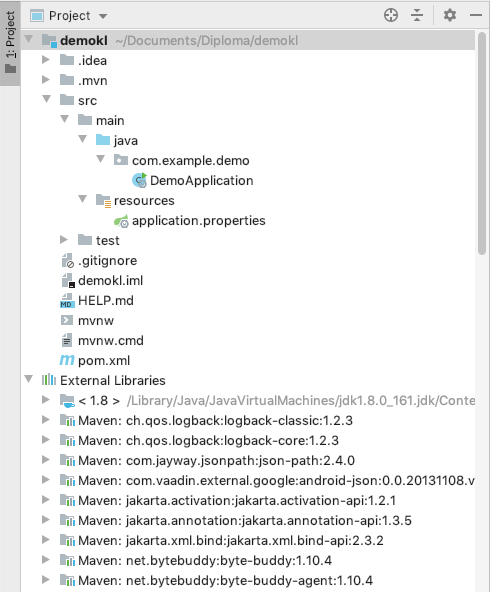 1: Project
Project
demokl ~/Documents/Diploma/demokl
.idea
.mvn
src
main
java
com.example.demo
DemoApplication
resources
application.properties
test
.gitignore
demokl.iml
MD HELP.md
mvnw
mvnw.cmd
m pom.xml
External Libraries
< 1.8 > /Library/Java/JavaVirtualMachines/jdk1.8.0_161.jdk/Conte
Maven: ch.qos.logback:logback-classic:1.2.3
Maven: ch.qos.logback:logback-core:1.2.3
Maven: com.jayway.jsonpath:json-path:2.4.0
Maven: com.vaadin.external.google:android-json:0.0.20131108.v
Maven: jakarta.activation:jakarta.activation-api:1.2.1
Maven: jakarta.annotation:jakarta.annotation-api:1.3.5
Maven: jakarta.xml.bind:jakarta.xml.bind-api:2.3.2
Maven: net.bytebuddy:byte-buddy:1.10.4
Maven: net.bytebuddy:byte-buddy-agent:1.10.4